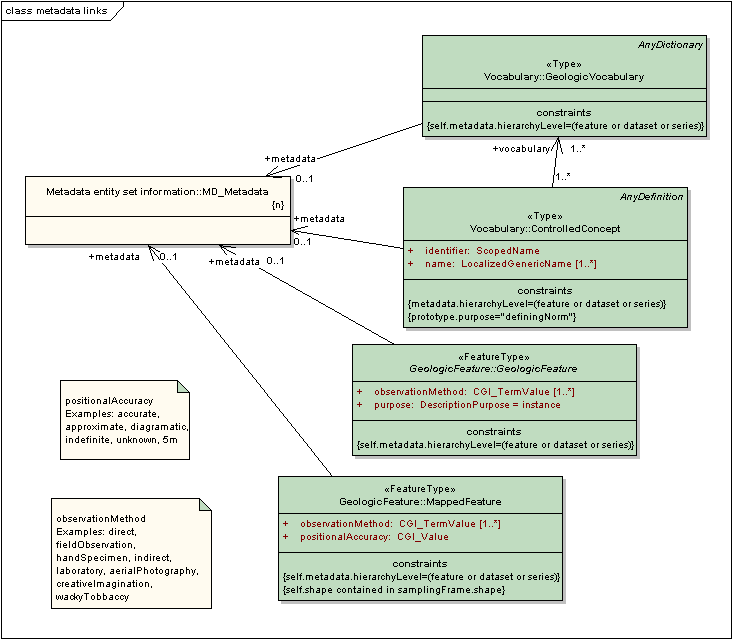 class metadata links
AnyDictionary
«Type»
Vocabulary::GeologicVocabulary
constraints
{self.metadata.hierarchyLevel=(feature or dataset or series)}
+metadata
0..1
+vocabulary
1..*
1..*
Metadata entity set information::MD_Metadata
{n}
AnyDefinition
«Type»
Vocabulary::ControlledConcept
+ identifier: ScopedName
+ name: LocalizedGenericName [1..*]
constraints
{metadata.hierarchyLevel=(feature or dataset or series)}
{prototype.purpose="definingNorm"}
+metadata
0..1
+metadata 0..1
+metadata 0..1
«FeatureType»
GeologicFeature::GeologicFeature
+ observationMethod: CGI_TermValue [1..*]
+ purpose: DescriptionPurpose = instance
constraints
{self.metadata.hierarchyLevel=(feature or dataset or series)}
positionalAccuracy
Examples: accurate,
approximate, diagramatic,
indefinite, unknown, 5m
«FeatureType»
GeologicFeature::MappedFeature
+ observationMethod: CGI_TermValue [1..*]
+ positionalAccuracy: CGI_Value
constraints
{self.metadata.hierarchyLevel=(feature or dataset or series)}
{self.shape contained in samplingFrame.shape}
observationMethod
Examples: direct,
fieldObservation,
handSpecimen, indirect,
laboratory, aerialPhotography,
creativeImagination,
wackyTobbaccy